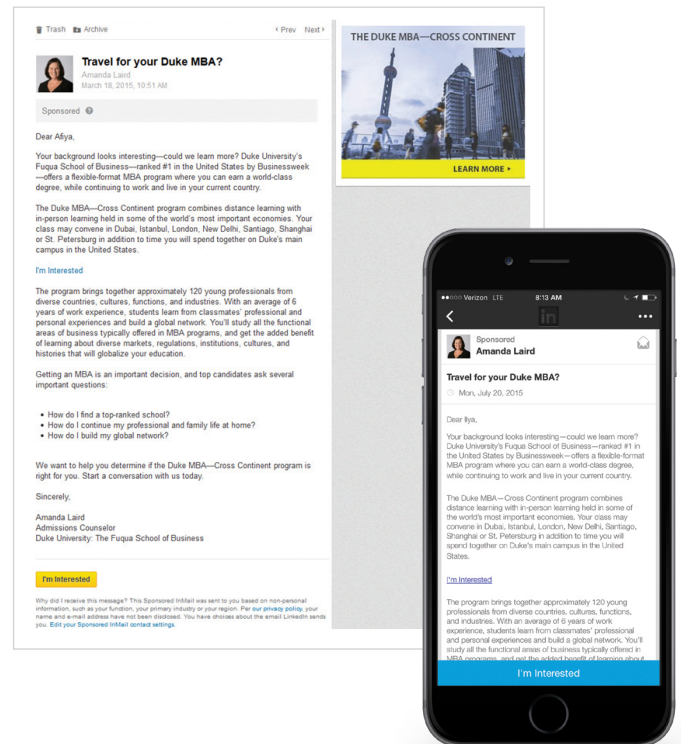 Trash Archive
Prev Next
Travel for your Duke MBA?
Amanda Laird
March 18, 2015, 10:51 AM
Sponsored ?
Dear Afiya,
Your background looks interesting—could we learn more? Duke University's
Fuqua School of Business—ranked #1 in the United States by Businessweek
—offers a flexible-format MBA program where you can earn a world-class
degree, while continuing to work and live in your current country.
The Duke MBA—Cross Continent program combines distance learning with
in-person learning held in some of the world's most important economies. Your
class may convene in Dubai, Istanbul, London, New Delhi, Santiago, Shanghai
or St. Petersburg in addition to time you will spend together on Duke's main
campus in the United States.
I'm Interested
The program brings together approximately 120 young professionals from
diverse countries, cultures, functions, and industries. With an average of 6
years of work experience, students learn from classmates' professional and
personal experiences and build a global network. You'll study all the functional
areas of business typically offered in MBA programs, and get the added benefit
of learning about diverse markets, regulations, institutions, cultures, and
histories that will globalize your education.
Getting an MBA is an important decision, and top candidates ask several
important questions:
• How do I find a top-ranked school?
• How do I continue my professional and family life at home?
• How do I build my global network?
We want to help you determine if the Duke MBA—Cross Continent program is
right for you. Start a conversation with us today.
Sincerely,
Amanda Laird
Admissions Counselor
Duke University: The Fuqua School of Business
I'm Interested
Why did I receive this message? This Sponsored InMail was sent to you based on non-personal
information, such as your function, your primary industry or your region. Per our privacy policy, your
name and e-mail address have not been disclosed. You have choices about the email LinkedIn sends
you. Edit your Sponsored InMail contact settings.
THE DUKE MBA—CROSS CONTINENT
LEARN MORE
Verizon LTE 8:13 AM
in
Sponsored
Amanda Laird
Travel for your Duke MBA?
Mon, July 20, 2015
Dear Ilya,
Your background looks interesting—could we learn more?
Duke University's Fuqua School of Business—ranked #1 in
the United States by Businessweek—offers a flexible-format
MBA program where you can earn a world-class degree,
while continuing to work and live in your current country.
The Duke MBA—Cross Continent program combines
distance learning with in-person learning held in some of
the world's most important economies. Your class may
convene in Dubai, Istanbul, London, New Delhi, Santiago,
Shanghai or St. Petersburg in addition to time you will
spend together on Duke's main campus in the United
States.
I'm Interested
The program brings together approximately 120 young
professionals from diverse countries, cultures, functions,
and industries. With an average of 6 years of work
experience, students learn from classmates' professional
and personal experiences and build a global network. You'll
study all the functional areas of business typically offered in
MBA programs, and get the added benefit of learning about
I'm Interested